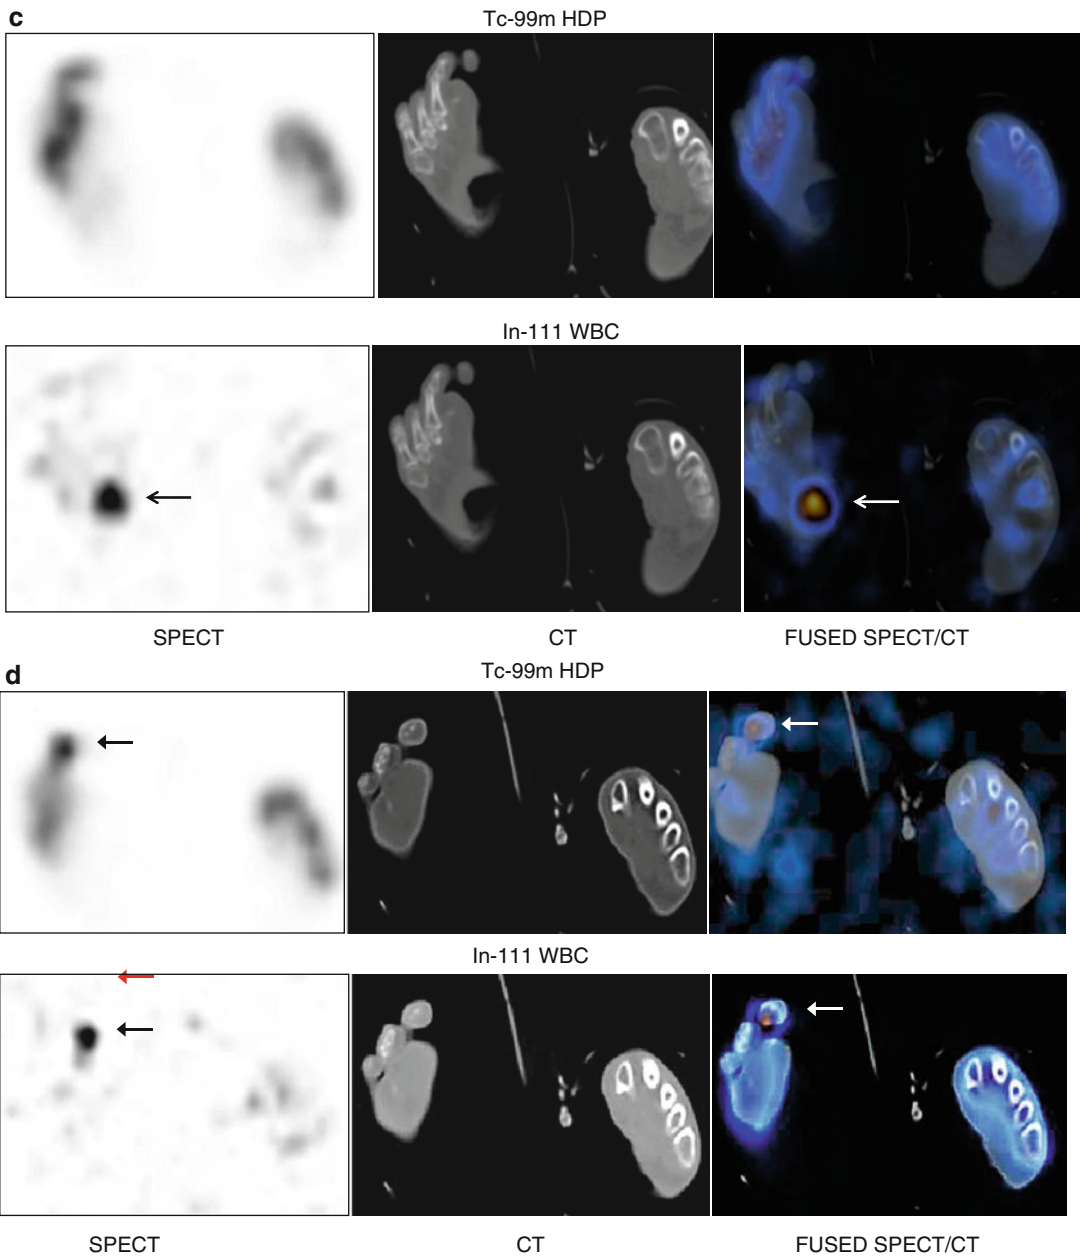 c
Tc-99m HDP
In-111 WBC
SPECT CT FUSED SPECT/CT
d
Tc-99m HDP
In-111 WBC
SPECT CT FUSED SPECT/CT